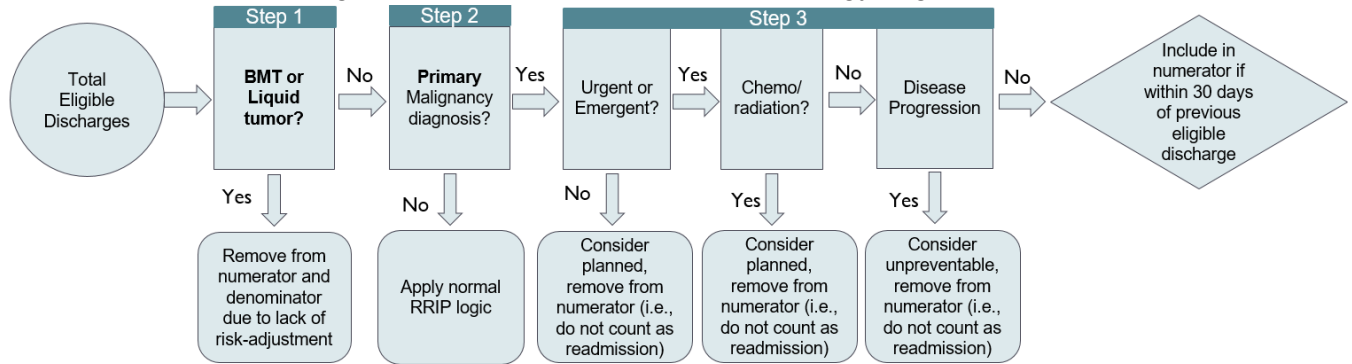 Step 1
Step 2
Step 3
Total
Eligible
Discharges
BMT or
Liquid
tumor?
No
Primary
Malignancy
diagnosis?
Yes
Urgent or
Emergent?
Yes
Chemo/
radiation?
No
Disease
Progression
No
Include in
numerator if
within 30 days
of previous
eligible
discharge
Yes
No
No
Yes
Yes
Remove from
numerator and
denominator
due to lack of
risk-adjustment
Apply normal
RRIP logic
Consider
planned,
remove from
numerator (i.e.,
do not count as
readmission)
Consider
planned,
remove from
numerator (i.e.,
do not count as
readmission)
Consider
unpreventable,
remove from
numerator (i.e.,
do not count as
readmission)